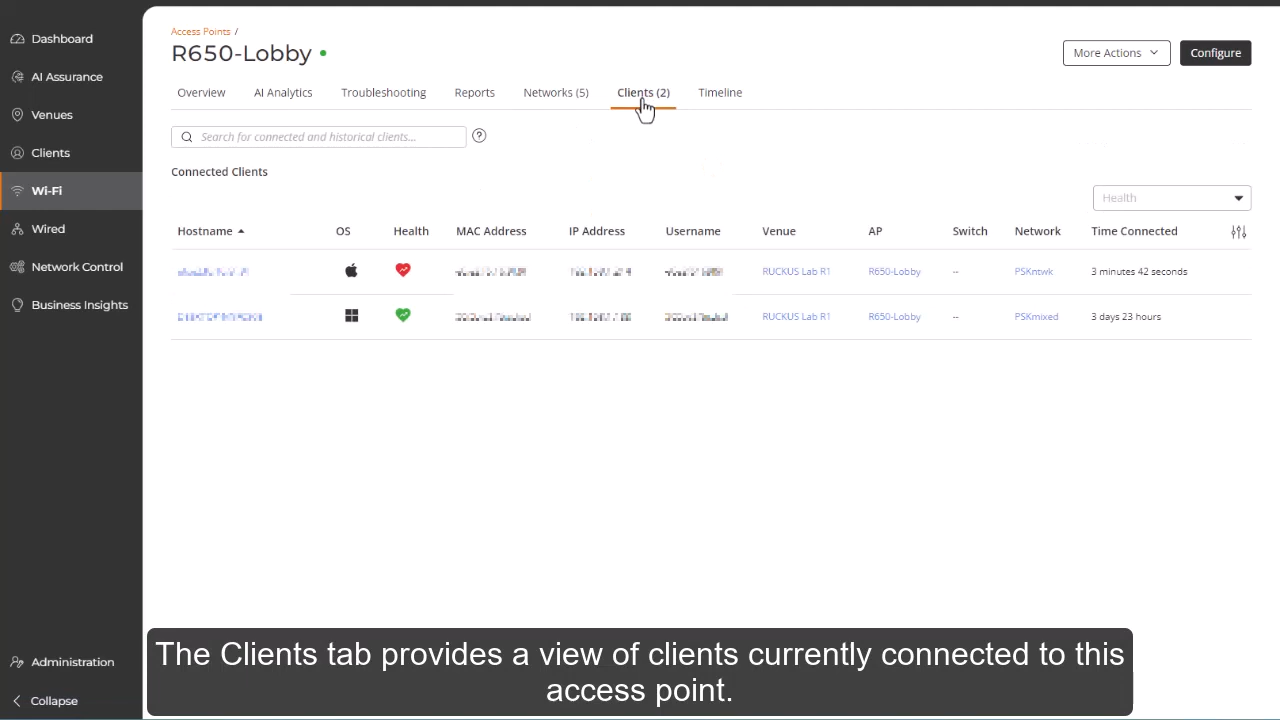 Dashboard
AI Assurance
Venues
Clients
Wi-Fi
Wired
Network Control
Business Insights
Administration
Collapse
Access Points /
R650-Lobby
More Actions
Configure
Overview
AI Analytics
Troubleshooting
Reports
Networks (5)
Clients (2)
Timeline
Search for connected and historical clients...
Connected Clients
Health
Hostname OS Health MAC Address IP Address Username Venue AP Switch Network Time Connected
RUCKUS Lab R1 R650-Lobby -- PSKntwk 3 minutes 42 seconds
RUCKUS Lab R1 R650-Lobby -- PSKmixed 3 days 23 hours
The Clients tab provides a view of clients currently connected to this
access point.